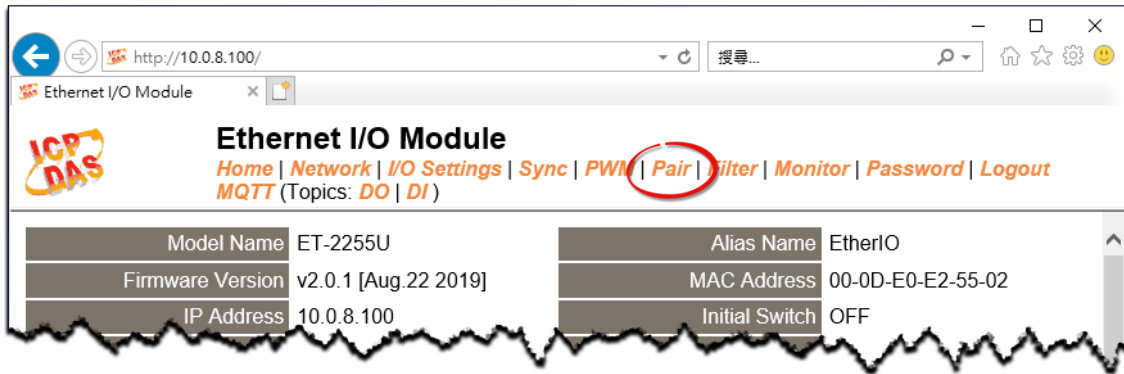 http://10.0.8.100/
搜尋...
Ethernet I/O Module
ICP DAS
Ethernet I/O Module
Home | Network | I/O Settings | Sync | PWM | Pair | Filter | Monitor | Password | Logout
MQTT (Topics: DO | DI )
Model Name ET-2255U Alias Name EtherIO
Firmware Version v2.0.1 [Aug.22 2019] MAC Address 00-0D-E0-E2-55-02
IP Address 10.0.8.100 Initial Switch OFF